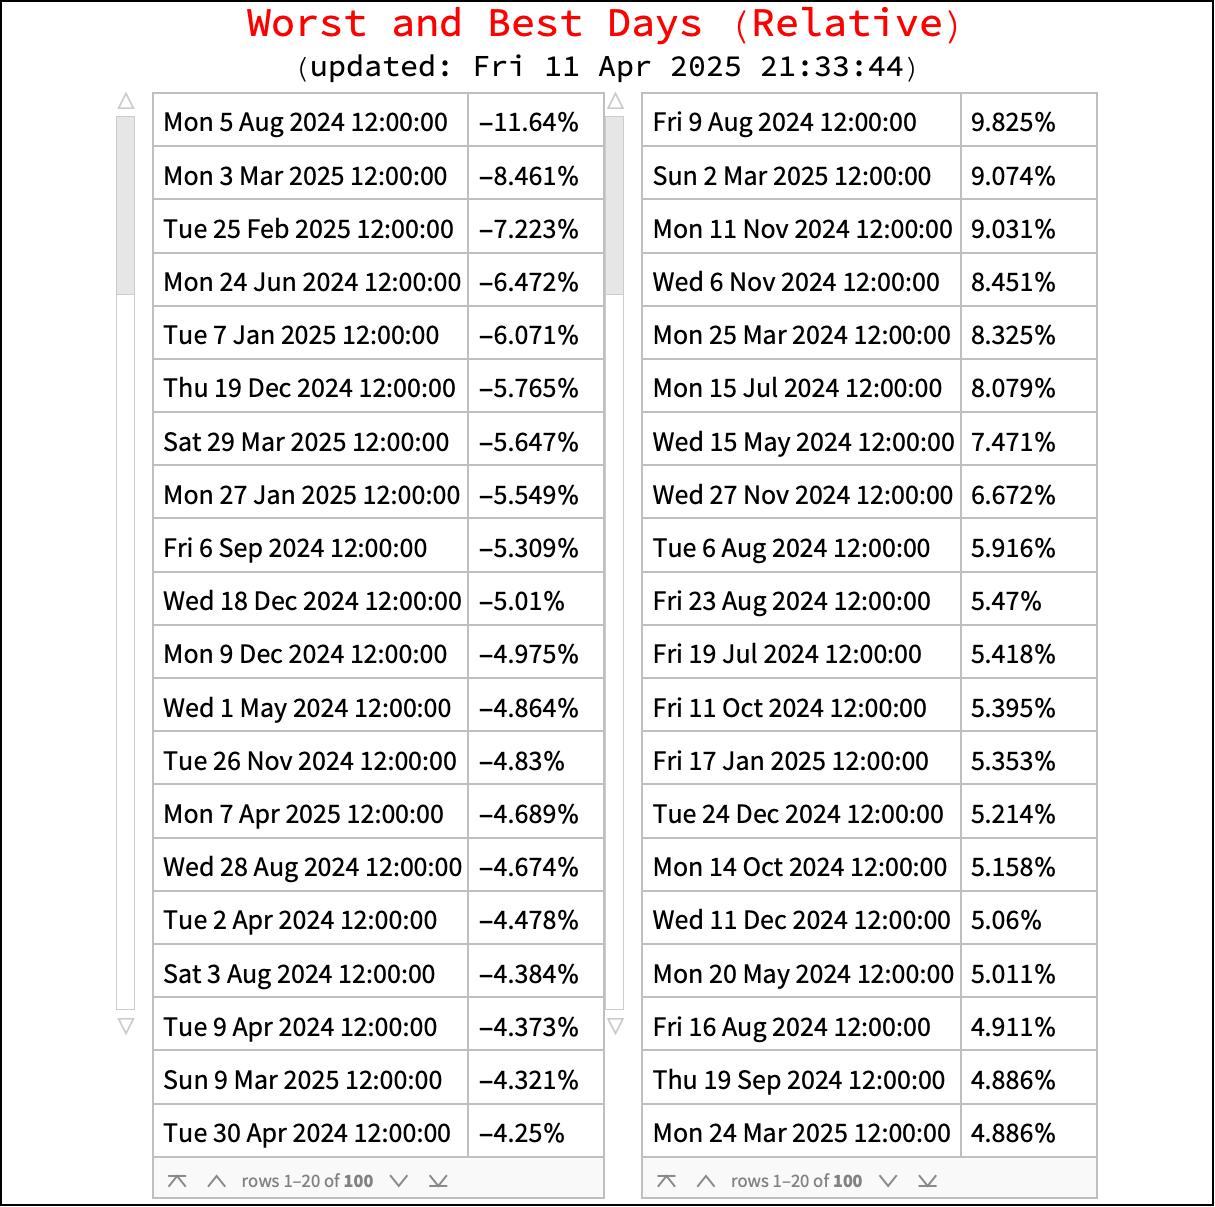 Worst and Best Days (Relative)
(updated: Fri 11 Apr 2025 21:33:44)
Mon 5 Aug 2024 12:00:00 –11.64% Fri 9 Aug 2024 12:00:00 9.825%
Mon 3 Mar 2025 12:00:00 –8.461% Sun 2 Mar 2025 12:00:00 9.074%
Tue 25 Feb 2025 12:00:00 –7.223% Mon 11 Nov 2024 12:00:00 9.031%
Mon 24 Jun 2024 12:00:00 –6.472% Wed 6 Nov 2024 12:00:00 8.451%
Tue 7 Jan 2025 12:00:00 –6.071% Mon 25 Mar 2024 12:00:00 8.325%
Thu 19 Dec 2024 12:00:00 –5.765% Mon 15 Jul 2024 12:00:00 8.079%
Sat 29 Mar 2025 12:00:00 –5.647% Wed 15 May 2024 12:00:00 7.471%
Mon 27 Jan 2025 12:00:00 –5.549% Wed 27 Nov 2024 12:00:00 6.672%
Fri 6 Sep 2024 12:00:00 –5.309% Tue 6 Aug 2024 12:00:00 5.916%
Wed 18 Dec 2024 12:00:00 –5.01% Fri 23 Aug 2024 12:00:00 5.47%
Mon 9 Dec 2024 12:00:00 –4.975% Fri 19 Jul 2024 12:00:00 5.418%
Wed 1 May 2024 12:00:00 –4.864% Fri 11 Oct 2024 12:00:00 5.395%
Tue 26 Nov 2024 12:00:00 –4.83% Fri 17 Jan 2025 12:00:00 5.353%
Mon 7 Apr 2025 12:00:00 –4.689% Tue 24 Dec 2024 12:00:00 5.214%
Wed 28 Aug 2024 12:00:00 –4.674% Mon 14 Oct 2024 12:00:00 5.158%
Tue 2 Apr 2024 12:00:00 –4.478% Wed 11 Dec 2024 12:00:00 5.06%
Sat 3 Aug 2024 12:00:00 –4.384% Mon 20 May 2024 12:00:00 5.011%
Tue 9 Apr 2024 12:00:00 –4.373% Fri 16 Aug 2024 12:00:00 4.911%
Sun 9 Mar 2025 12:00:00 –4.321% Thu 19 Sep 2024 12:00:00 4.886%
Tue 30 Apr 2024 12:00:00 –4.25% Mon 24 Mar 2025 12:00:00 4.886%
rows 1–20 of 100 rows 1–20 of 100